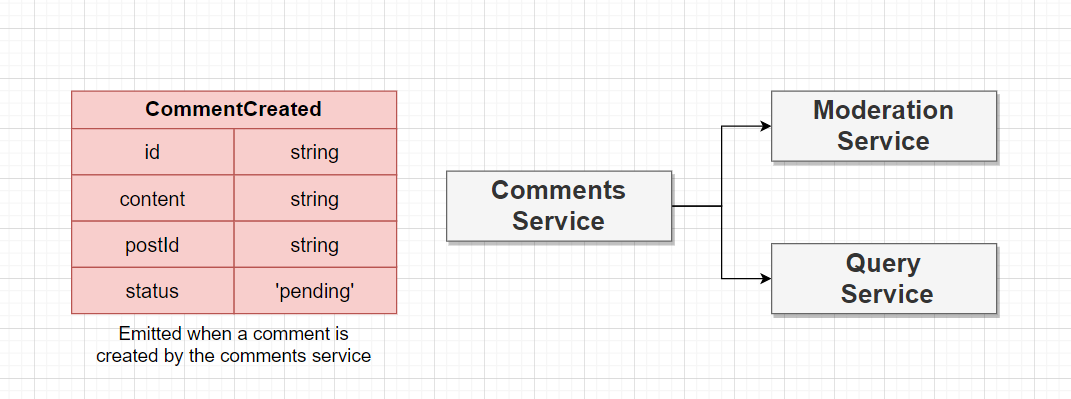 CommentCreated
id string
content string
postId string
status 'pending'
Emitted when a comment is
created by the comments service
Comments
Service
Moderation
Service
Query
Service